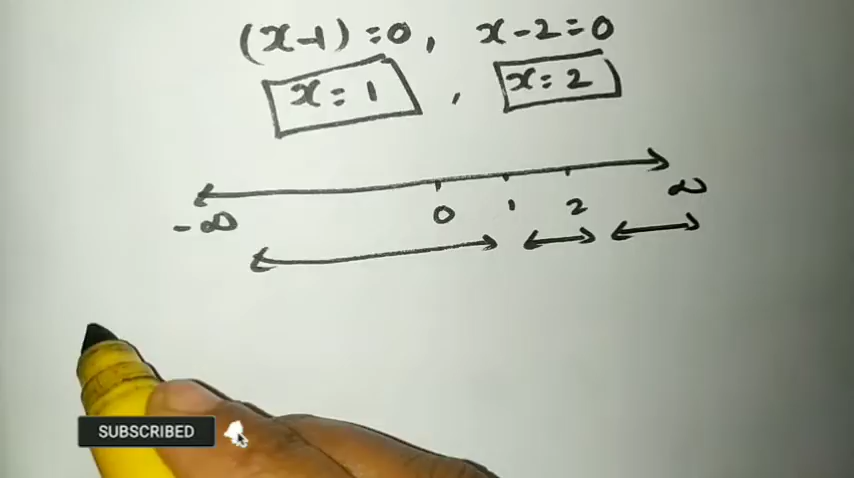 (x-1)=0, x-2=0
x=1, x=2
-∞ 0 1 2 ∞
SUBSCRIBED